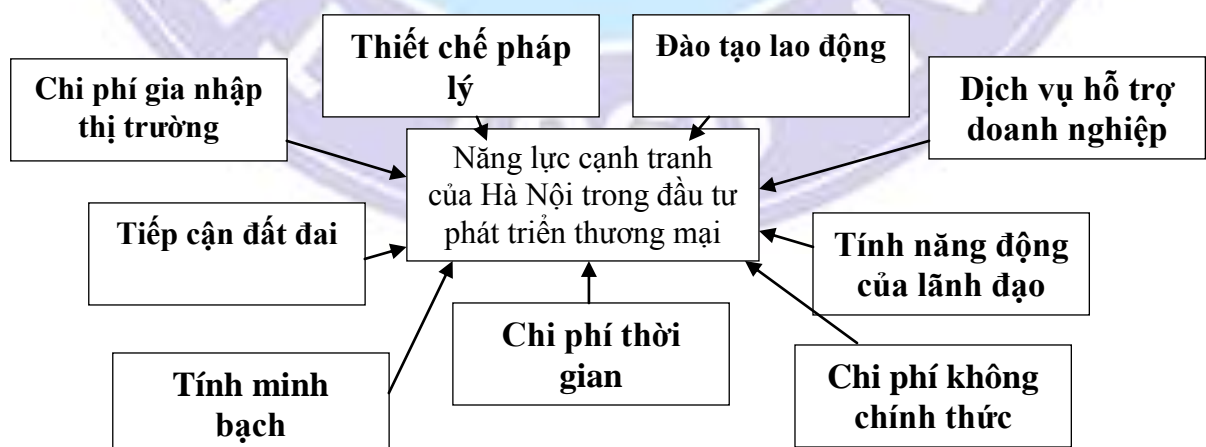 Thiết chế pháp
lý
Đào tạo lao động
Chi phí gia nhập
thị trường
Dịch vụ hỗ trợ
doanh nghiệp
Năng lực cạnh tranh
của Hà Nội trong đầu tư
phát triển thương mại
Tiếp cận đất đai
Tính năng động
của lãnh đạo
Chi phí thời
gian
Tính minh
bạch
Chi phí không
chính thức